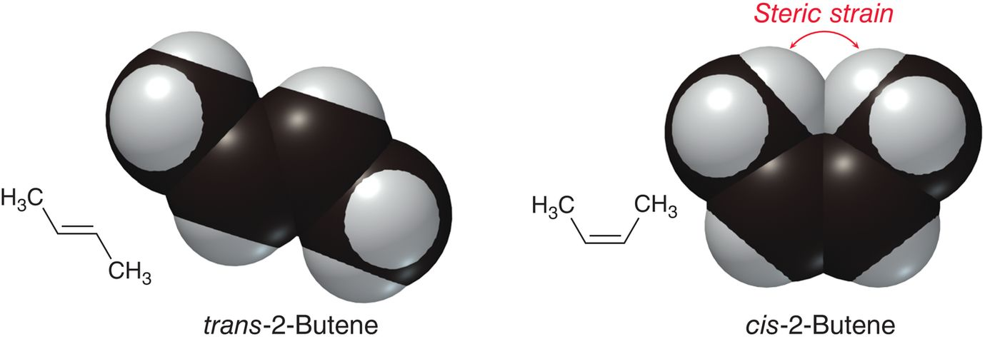 Steric strain
H₃C
CH₃
trans-2-Butene
H₃C
CH₃
cis-2-Butene